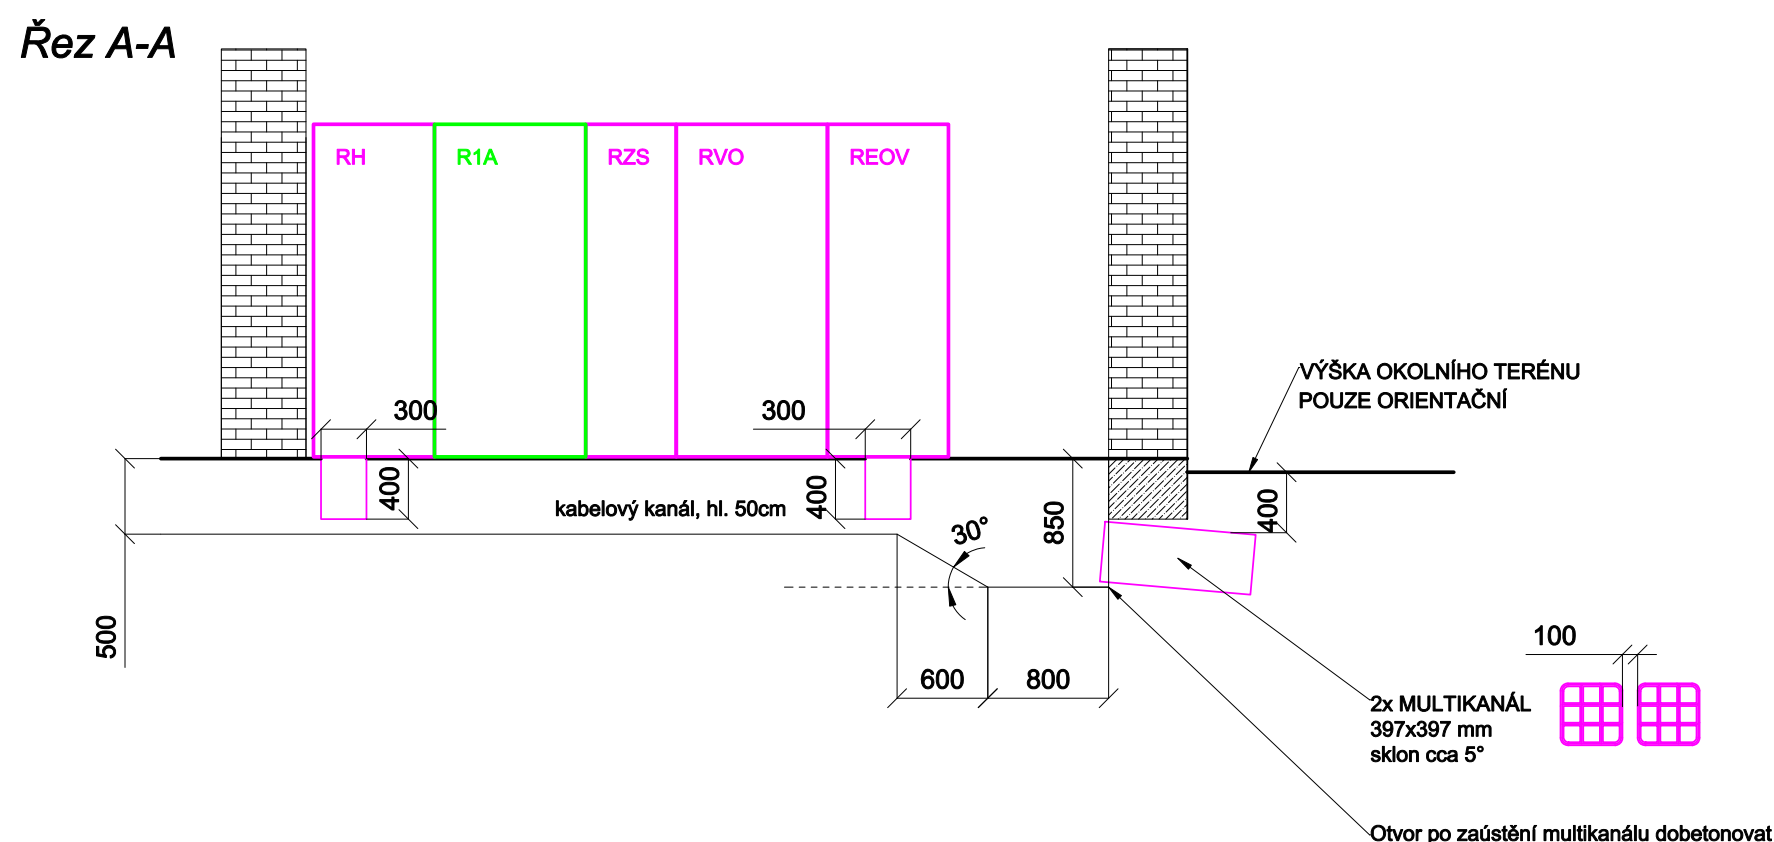 Řez A-A
RH
R1A
RZS
RVO
REOV
VÝŠKA OKOLNÍHO TERÉNU
POUZE ORIENTAČNÍ
300
300
400
400
400
kabelový kanál, hl. 50cm
850
30°
500
600
800
100
2x MULTIKANÁL
397x397 mm
sklon cca 5°
Otvor po zaústění multikanálu dobetonovat